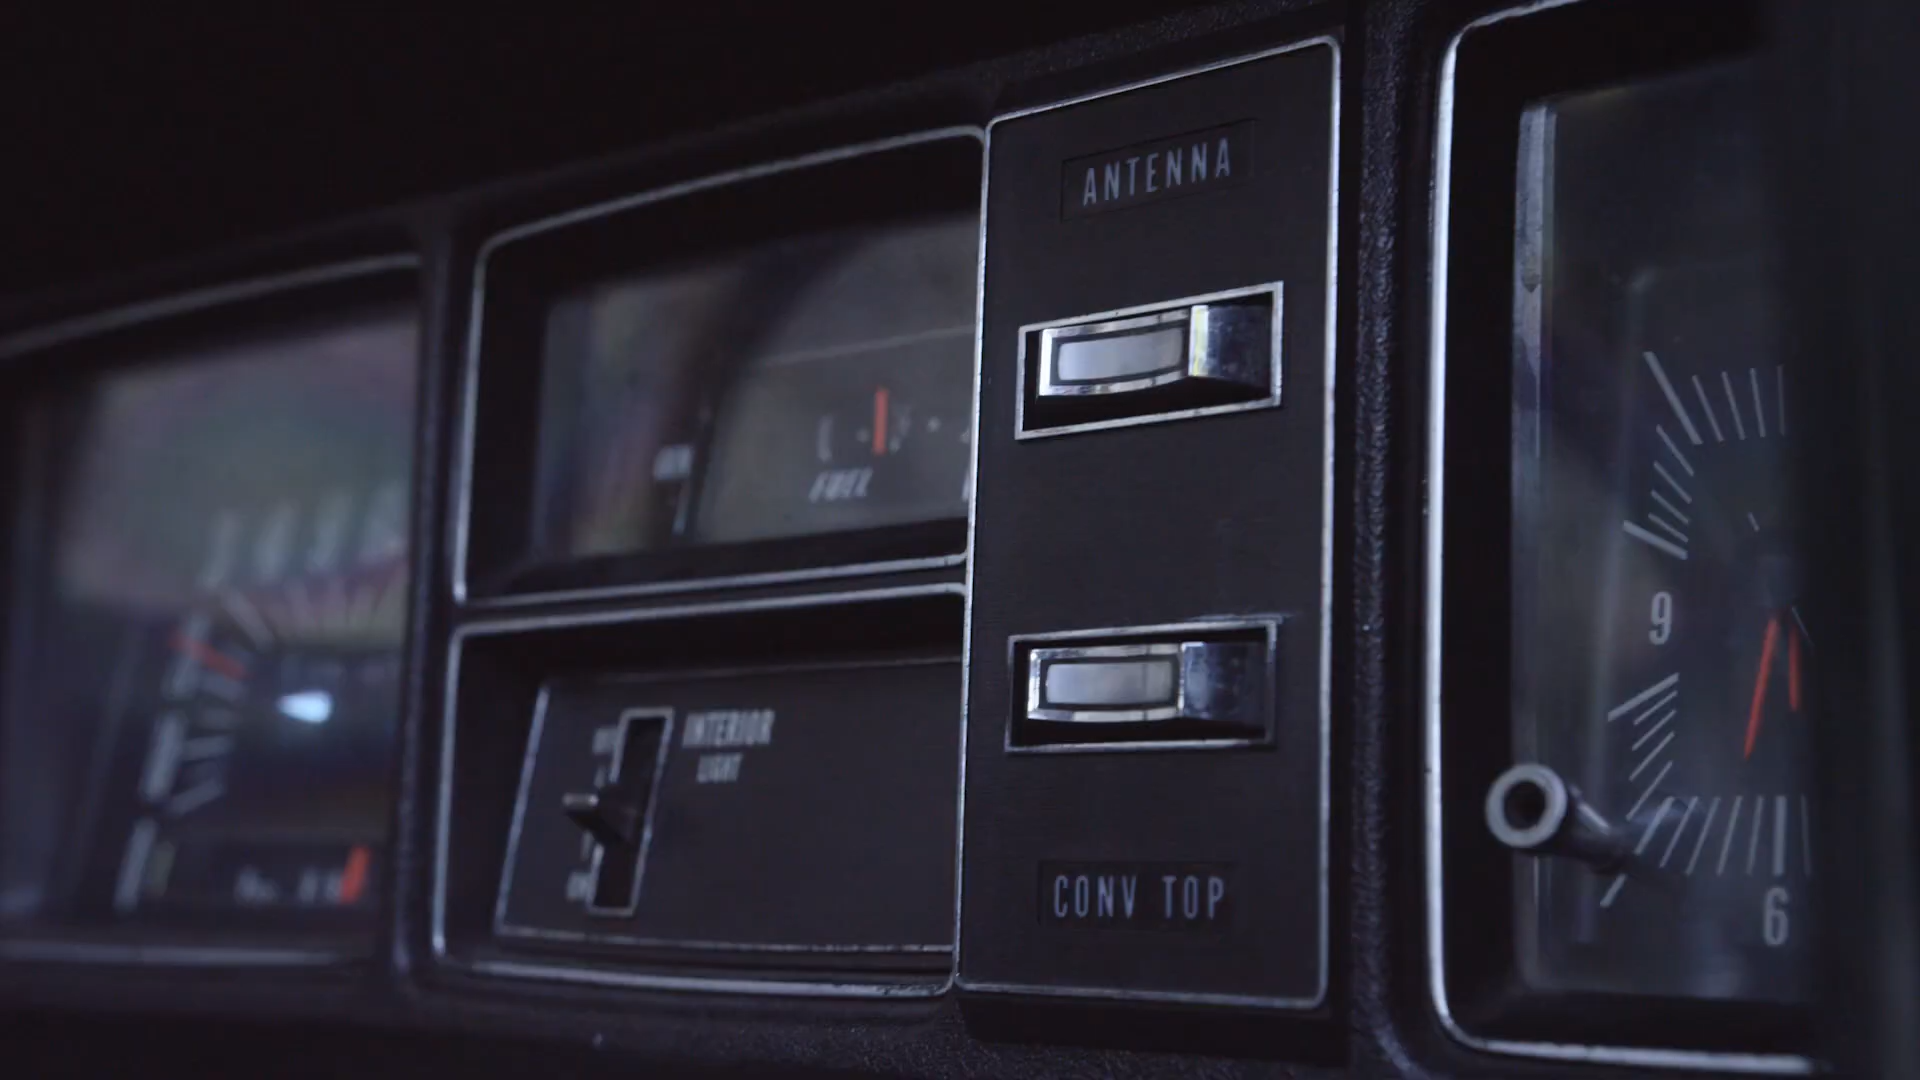 ANTENNA
FUEL
INTERIOR
LIGHT
9
CONV TOP
6